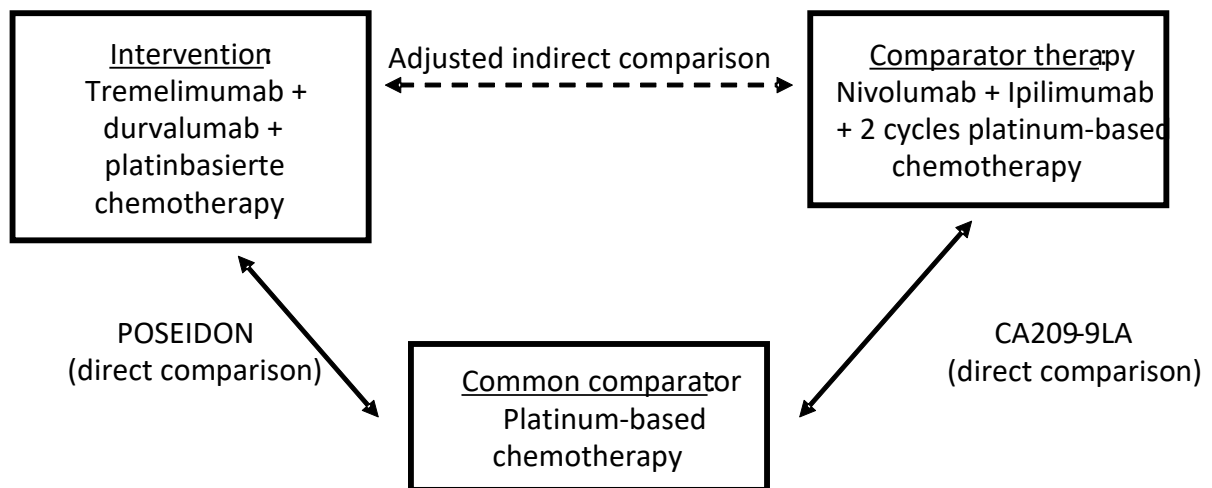 Intervention:
Tremelimumab +
durvalumab +
platinbasierte
chemotherapy
Adjusted indirect comparison
Comparator therapy:
Nivolumab + Ipilimumab
+ 2 cycles platinum-based
chemotherapy
POSEIDON
(direct comparison)
CA209-9LA
(direct comparison)
Common comparator:
Platinum-based
chemotherapy